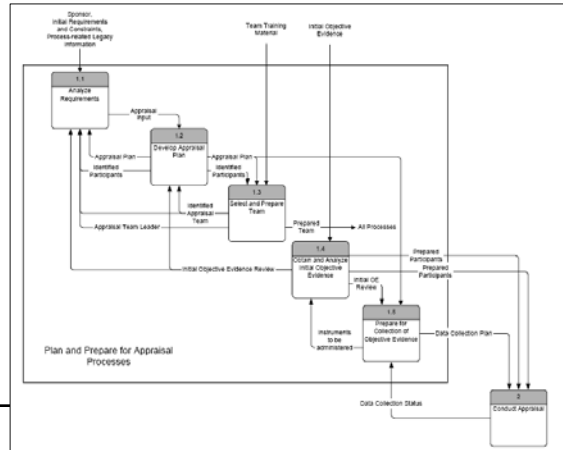 Sponsor,
Initial Requirements
and Constraints,
Process-related Legacy
Information
Team Training
Material
Initial Objective
Evidence
1.1
Analyze
Requirements
Appraisal
Input
1.2
Develop Appraisal
Plan
Appraisal Plan
Appraisal Plan
Identified
Participants
Identified
Participants
1.3
Select and Prepare
Team
Identified
Appraisal
Team
Appraisal Team Leader
Prepared
Team
All Processes
1.4
Obtain and Analyze
Initial Objective
Evidence
Prepared
Participants
Prepared
Participants
Initial Objective Evidence Review
Initial OE
Review
1.5
Prepare for
Collection of
Objective Evidence
Instruments
to be
administered
Data Collection Plan
Plan and Prepare for Appraisal
Processes
Data Collection Status
2
Conduct Appraisal